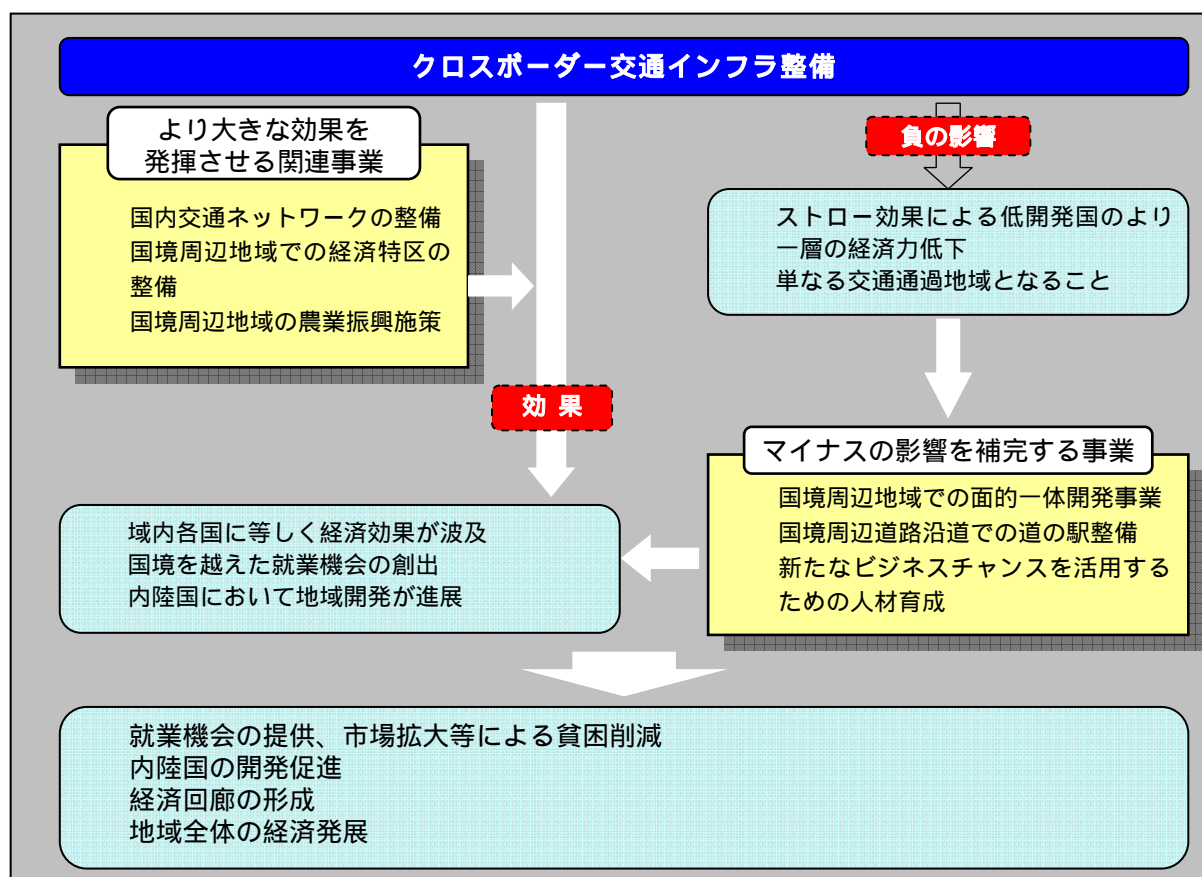 クロスボーダー交通インフラ整備
より大きな効果を
発揮させる関連事業
国内交通ネットワークの整備
国境周辺地域での経済特区の
整備
国境周辺地域の農業振興施策
負の影響
ストロー効果による低開発国のより
一層の経済力低下
単なる交通通過地域となること
効 果
マイナスの影響を補完する事業
国境周辺地域での面的一体開発事業
国境周辺道路沿道での道の駅整備
新たなビジネスチャンスを活用する
ための人材育成
域内各国に等しく経済効果が波及
国境を越えた就業機会の創出
内陸国において地域開発が進展
就業機会の提供、市場拡大等による貧困削減
内陸国の開発促進
経済回廊の形成
地域全体の経済発展